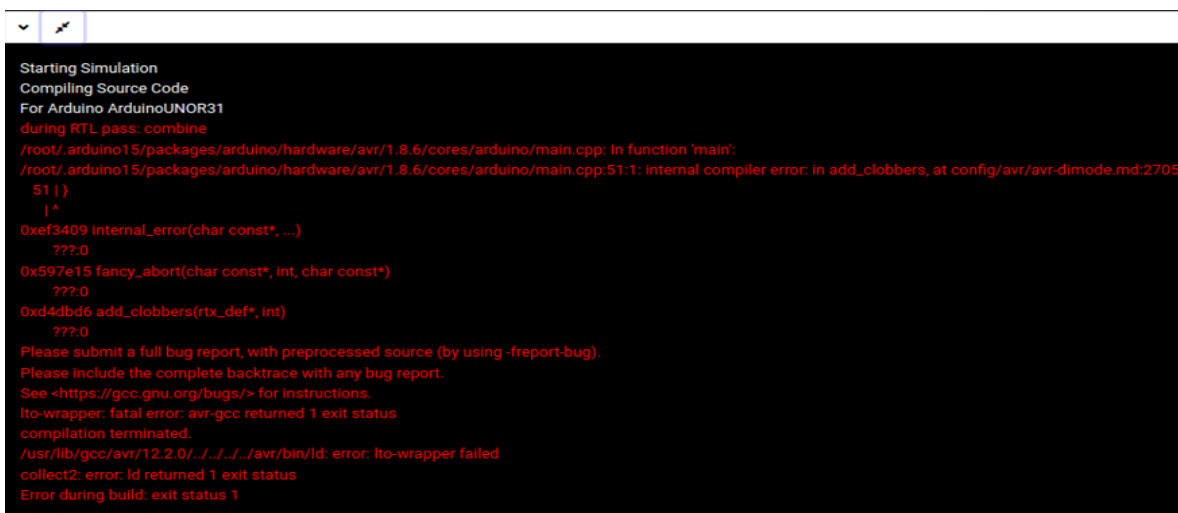 Starting Simulation
Compiling Source Code
For Arduino ArduinoUNOR31
during RTL pass: combine
/root/.arduino15/packages/arduino/hardware/avr/1.8.6/cores/arduino/main.cpp: In function 'main':
/root/.arduino15/packages/arduino/hardware/avr/1.8.6/cores/arduino/main.cpp:51:1: internal compiler error: in add_clobbers, at config/avr/avr-dimode.md:2705
51 | }
| ^
0xef3409 internal_error(char const*, ...)
???:0
0x597e15 fancy_abort(char const*, int, char const*)
???:0
0xd4dbd6 add_clobbers(rtx_def*, int)
???:0
Please submit a full bug report, with preprocessed source (by using -freport-bug).
Please include the complete backtrace with any bug report.
See <https://gcc.gnu.org/bugs/> for instructions.
lto-wrapper: fatal error: avr-gcc returned 1 exit status
compilation terminated.
/usr/lib/gcc/avr/12.2.0/../../../../avr/bin/ld: error: lto-wrapper failed
collect2: error: ld returned 1 exit status
Error during build: exit status 1